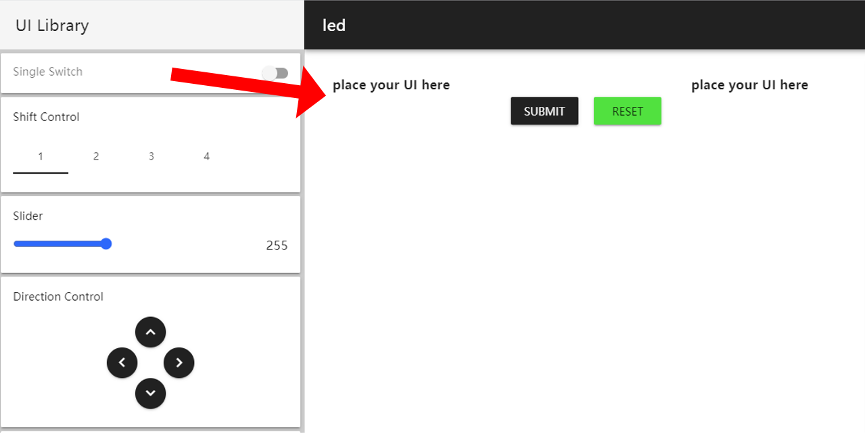 UI Library
led
Single Switch
Shift Control
1 2 3 4
Slider
255
Direction Control
place your UI here
SUBMIT RESET
place your UI here